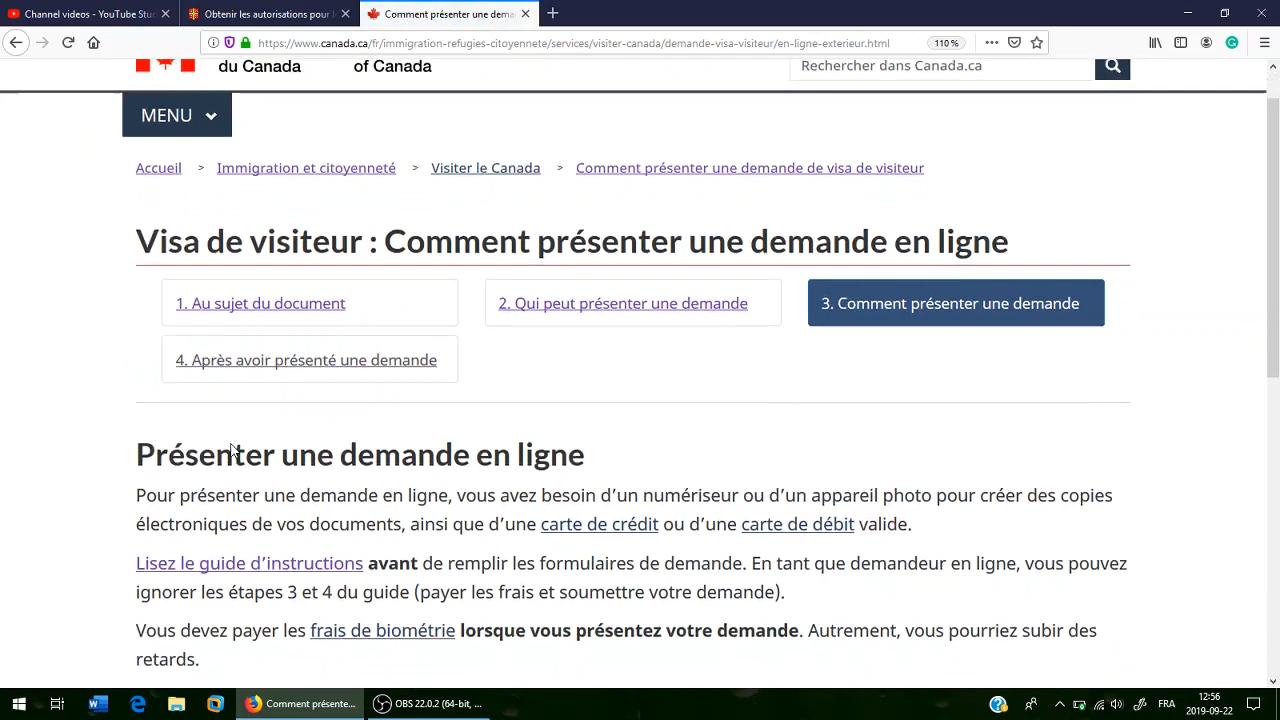 Channel videos - YouTube Stu
Obtenir les autorisations pour
Comment présenter une dema
https://www.canada.ca/fr/immigration-refugies-citoyennete/services/visiter-canada/demande-visa-visiteur/en-ligne-exterieur.html
110 %
du Canada
of Canada
Rechercher dans Canada.ca
MENU
Accueil > Immigration et citoyenneté > Visiter le Canada > Comment présenter une demande de visa de visiteur
Visa de visiteur : Comment présenter une demande en ligne
1. Au sujet du document
2. Qui peut présenter une demande
3. Comment présenter une demande
4. Après avoir présenté une demande
Présenter une demande en ligne
Pour présenter une demande en ligne, vous avez besoin d’un numériseur ou d’un appareil photo pour créer des copies
électroniques de vos documents, ainsi que d’une carte de crédit ou d’une carte de débit valide.
Lisez le guide d’instructions avant de remplir les formulaires de demande. En tant que demandeur en ligne, vous pouvez
ignorer les étapes 3 et 4 du guide (payer les frais et soumettre votre demande).
Vous devez payer les frais de biométrie lorsque vous présentez votre demande. Autrement, vous pourriez subir des
retards.
Comment présente...
OBS 22.0.2 (64-bit, ...
FRA
12:56
2019-09-22